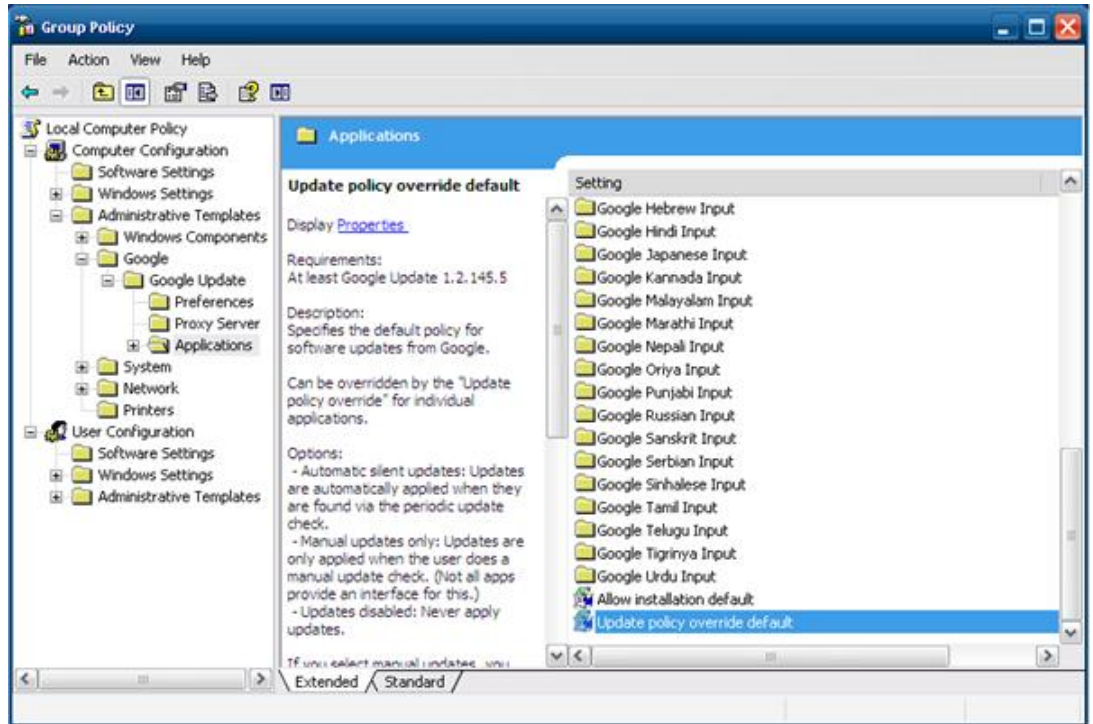 Group Policy
File Action View Help
Local Computer Policy
Computer Configuration
Software Settings
Windows Settings
Administrative Templates
Windows Components
Google
Google Update
Preferences
Proxy Server
Applications
System
Network
Printers
User Configuration
Software Settings
Windows Settings
Administrative Templates
Applications
Update policy override default
Display Properties
Requirements:
At least Google Update 1.2.145.5
Description:
Specifies the default policy for
software updates from Google.
Can be overridden by the "Update
policy override" for individual
applications.
Options:
- Automatic silent updates: Updates
are automatically applied when they
are found via the periodic update
check.
- Manual updates only: Updates are
only applied when the user does a
manual update check. (Not all apps
provide an interface for this.)
- Updates disabled: Never apply
updates.
If you select manual updates, you
Setting
Google Hebrew Input
Google Hindi Input
Google Japanese Input
Google Kannada Input
Google Malayalam Input
Google Marathi Input
Google Nepali Input
Google Oriya Input
Google Punjabi Input
Google Russian Input
Google Sanskrit Input
Google Serbian Input
Google Sinhalese Input
Google Tamil Input
Google Telugu Input
Google Tigrinya Input
Google Urdu Input
Allow installation default
Update policy override default
Extended Standard